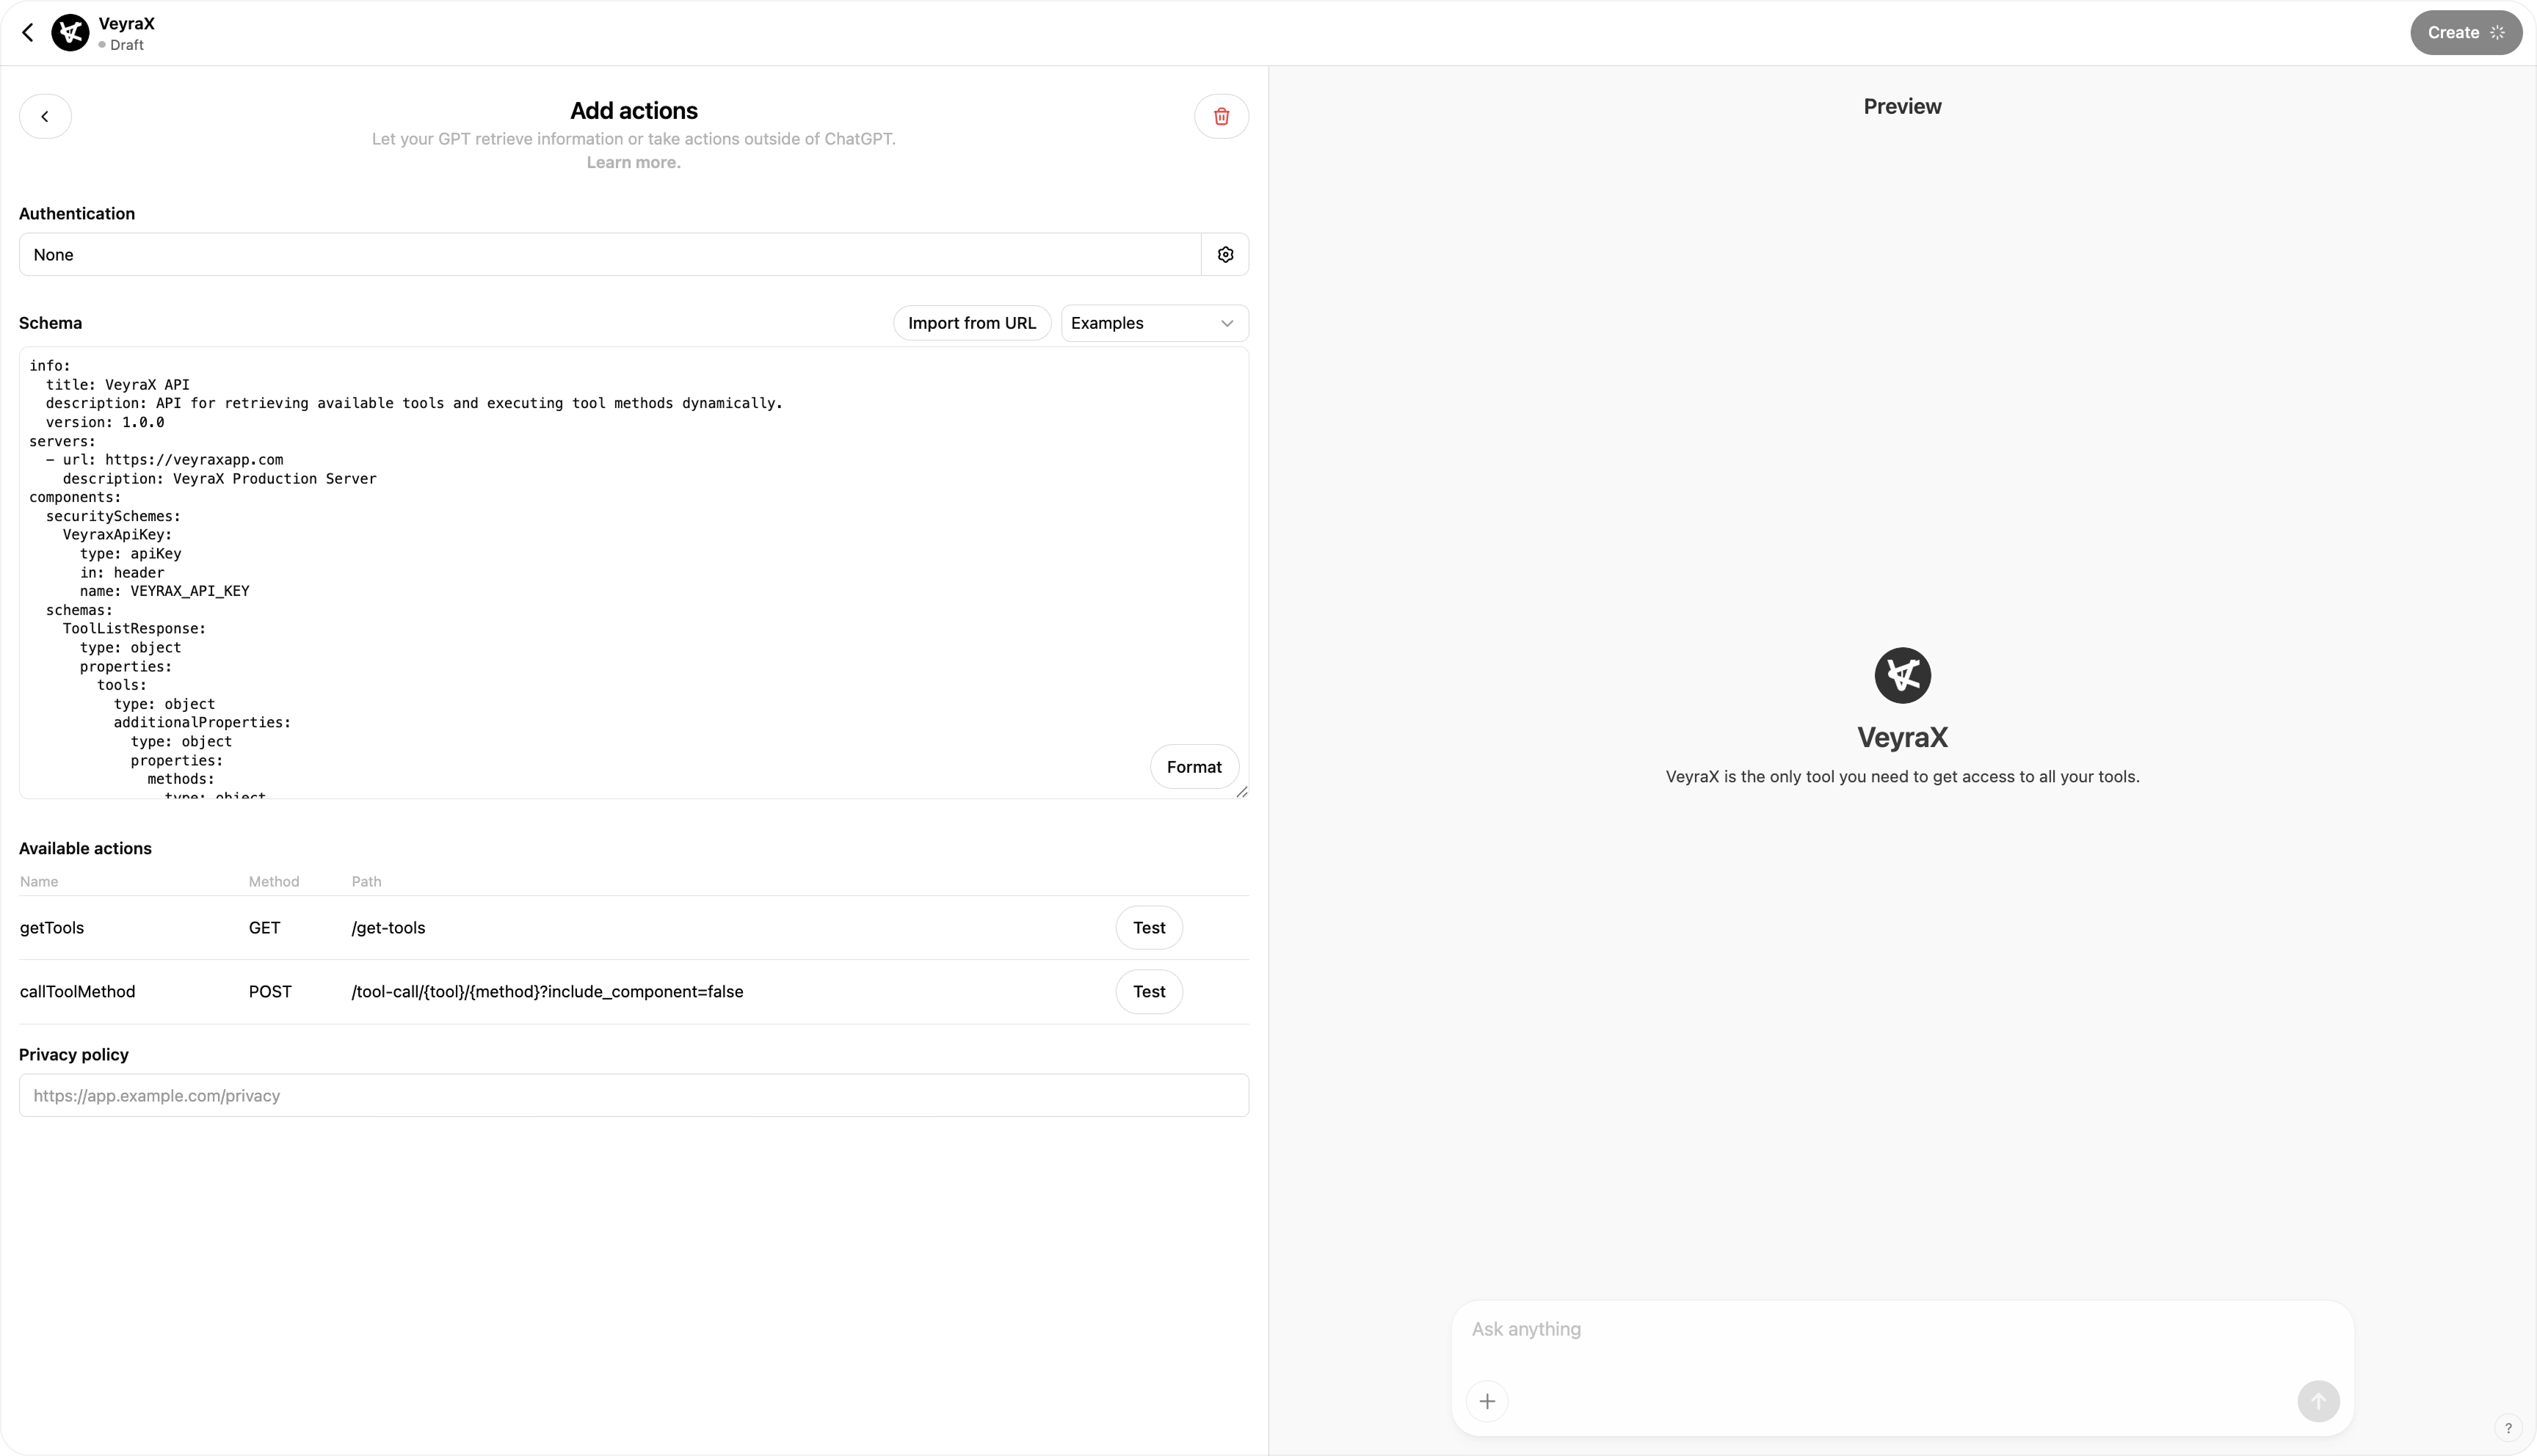 VeyraX
Draft
Create
Add actions
Let your GPT retrieve information or take actions outside of ChatGPT.
Learn more.
Authentication
None
Schema
Import from URL
Examples
info:
  title: VeyraX API
  description: API for retrieving available tools and executing tool methods dynamically.
  version: 1.0.0
servers:
  - url: https://veyraxapp.com
    description: VeyraX Production Server
components:
  securitySchemes:
    VeyraxApiKey:
      type: apiKey
      in: header
      name: VEYRAX_API_KEY
  schemas:
    ToolListResponse:
      type: object
      properties:
        tools:
          type: object
          additionalProperties:
            type: object
            properties:
              methods:
                type: object
Format
Available actions
Name Method Path
getTools GET /get-tools Test
callToolMethod POST /tool-call/{tool}/{method}?include_component=false Test
Privacy policy
https://app.example.com/privacy
Preview
VeyraX
VeyraX is the only tool you need to get access to all your tools.
Ask anything
?